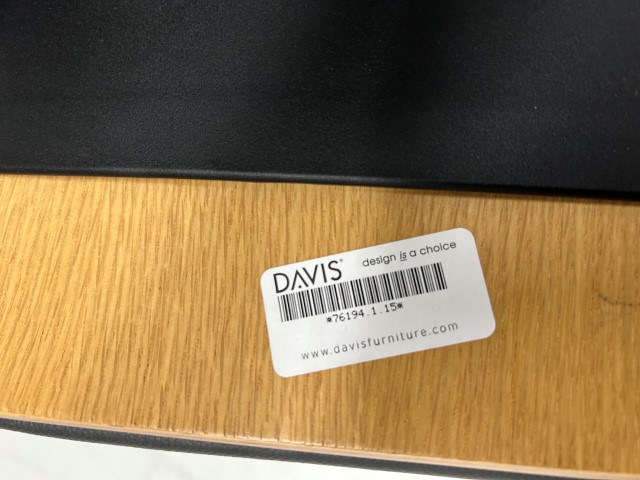 DAVIS® design is a choice
*76194.1.15*
www.davisfurniture.com